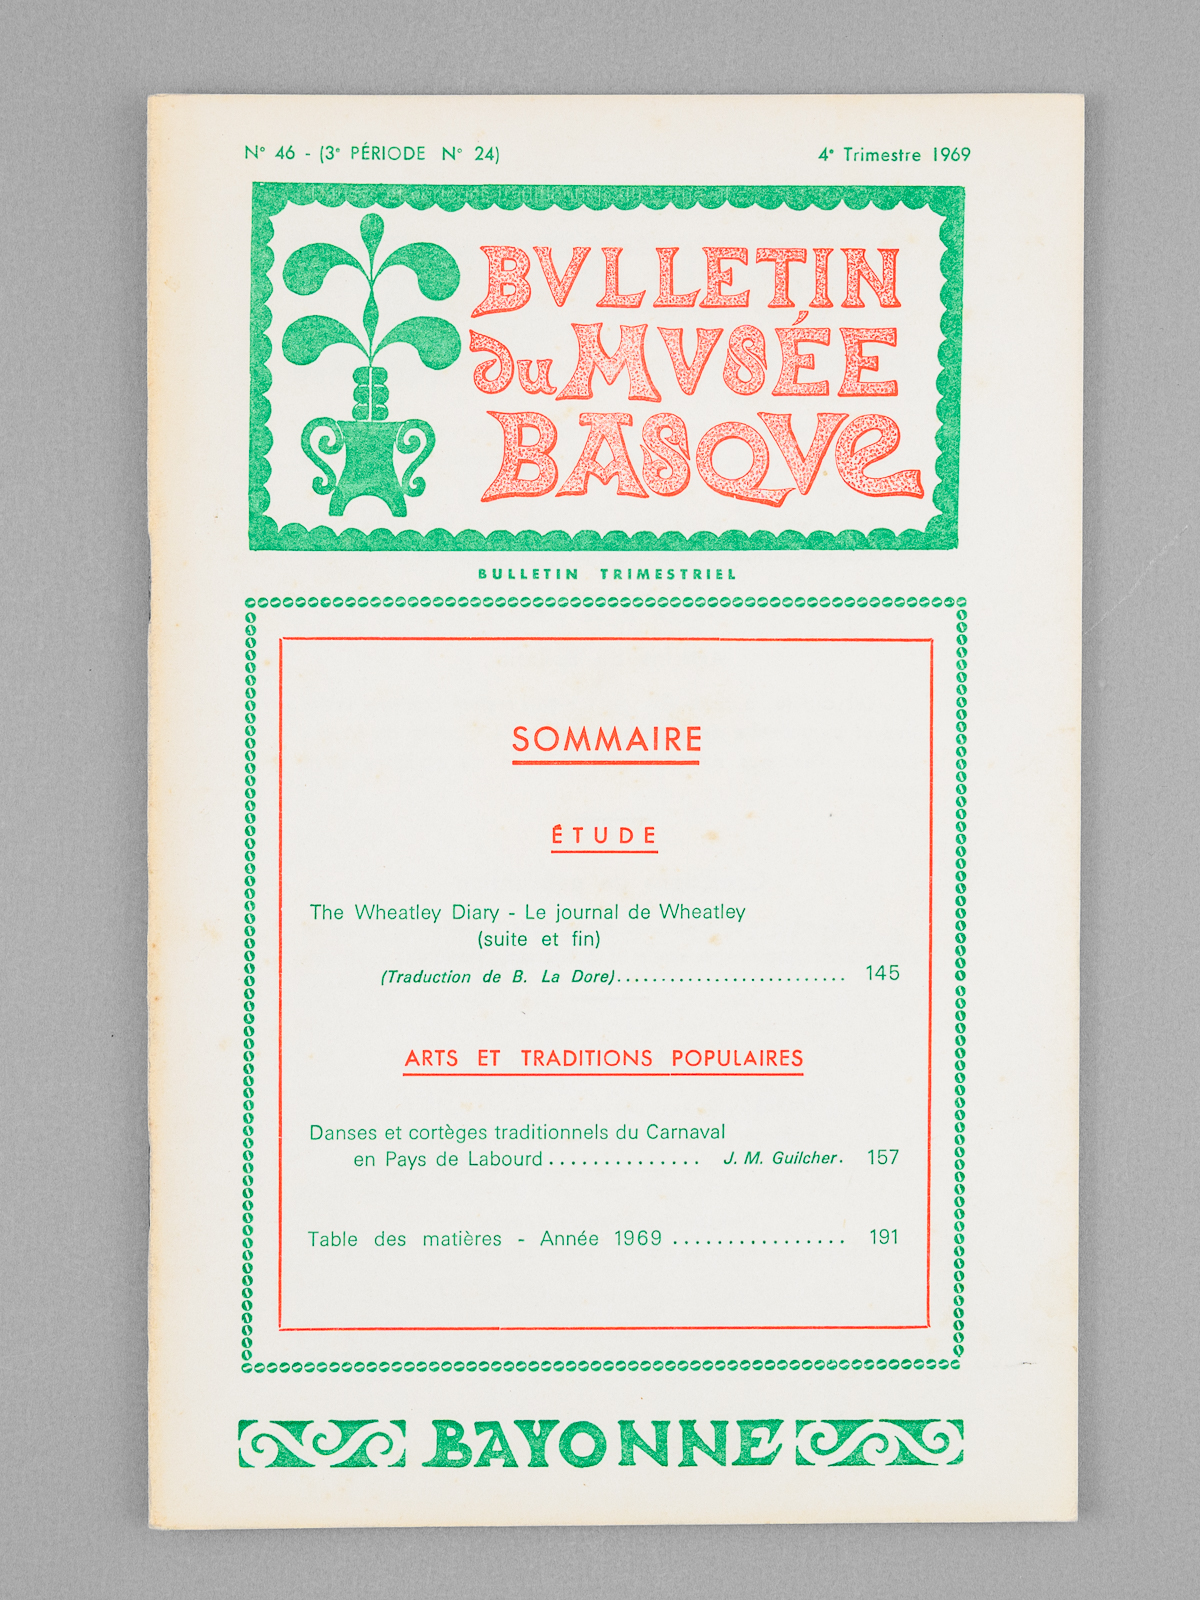 N° 46 - (3e PÉRIODE N° 24)
4e Trimestre 1969
BVLLETIN
du MVSÉE
BASQVe
BULLETIN TRIMESTRIEL
SOMMAIRE
ÉTUDE
The Wheatley Diary - Le journal de Wheatley
(suite et fin)
(Traduction de B. La Dore)......................... 145
ARTS ET TRADITIONS POPULAIRES
Danses et cortèges traditionnels du Carnaval
en Pays de Labourd.............. J. M. Guilcher. 157
Table des matières - Année 1969 ................ 191
BAYONNE